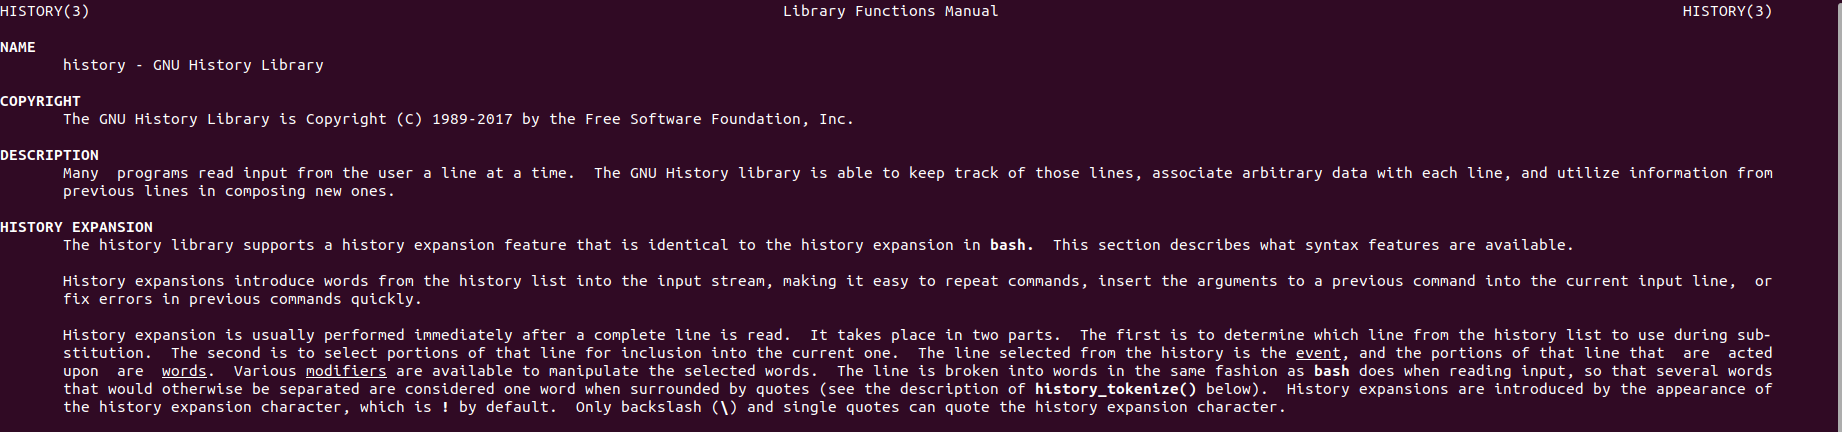 HISTORY(3) Library Functions Manual HISTORY(3)
NAME
history - GNU History Library
COPYRIGHT
The GNU History Library is Copyright (C) 1989-2017 by the Free Software Foundation, Inc.
DESCRIPTION
Many  programs read input from the user a line at a time.  The GNU History library is able to keep track of those lines, associate arbitrary data with each line, and utilize information from
previous lines in composing new ones.
HISTORY EXPANSION
The history library supports a history expansion feature that is identical to the history expansion in bash.  This section describes what syntax features are available.
History expansions introduce words from the history list into the input stream, making it easy to repeat commands, insert the arguments to a previous command into the current input line,  or
fix errors in previous commands quickly.
History expansion is usually performed immediately after a complete line is read.  It takes place in two parts.  The first is to determine which line from the history list to use during sub-
stitution.  The second is to select portions of that line for inclusion into the current one.  The line selected from the history is the event, and the portions of that line that  are  acted
upon  are  words.  Various modifiers are available to manipulate the selected words.  The line is broken into words in the same fashion as bash does when reading input, so that several words
that would otherwise be separated are considered one word when surrounded by quotes (see the description of history_tokenize() below).  History expansions are introduced by the appearance of
the history expansion character, which is ! by default.  Only backslash (\) and single quotes can quote the history expansion character.